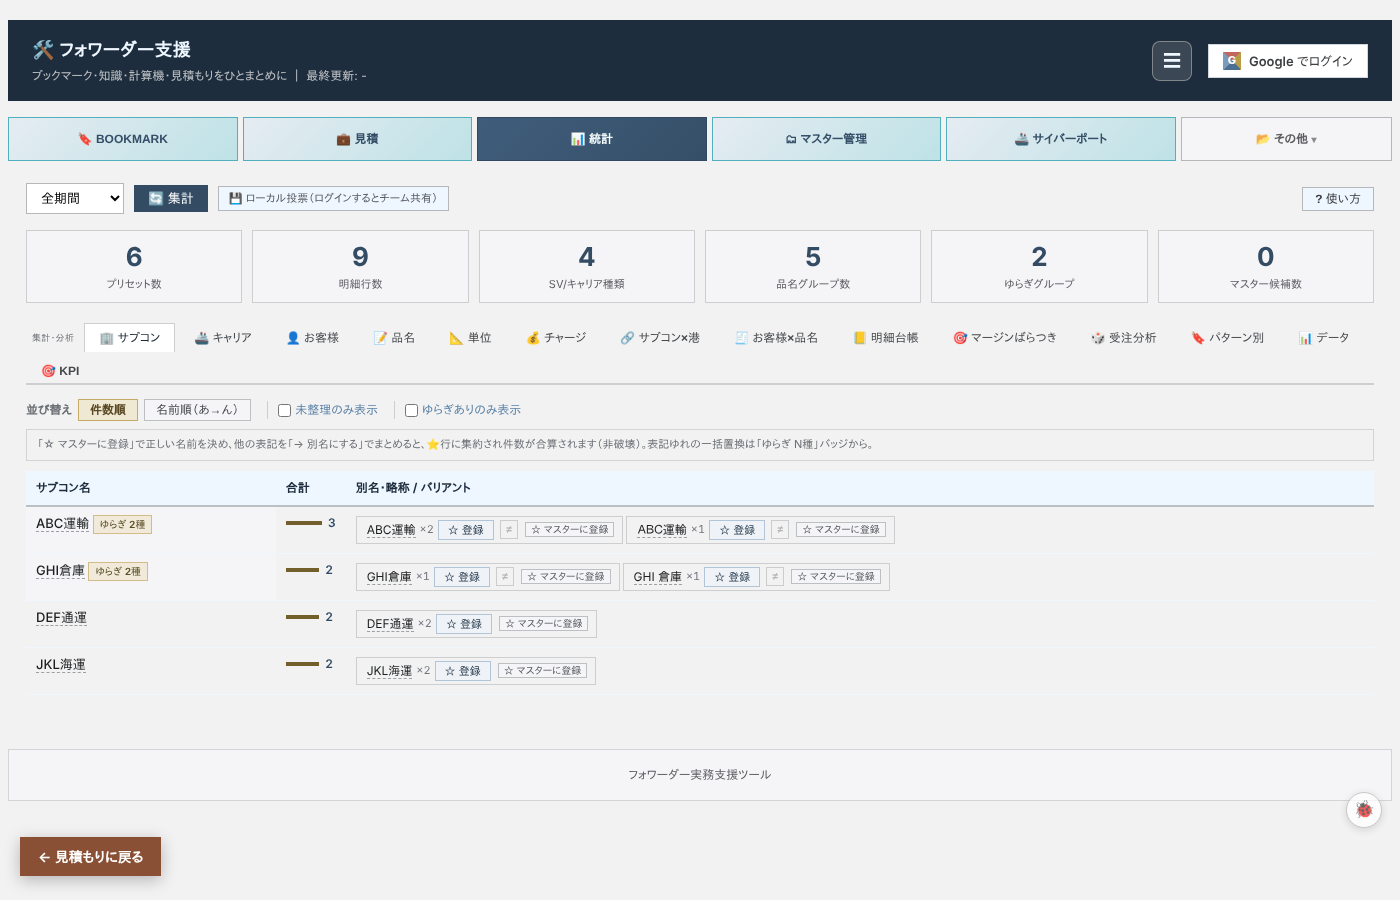 🛠️ フォワーダー支援
ブックマーク・知識・計算機・見積もりをひとまとめに ｜ 最終更新: -
☰
G Google でログイン
🔖 BOOKMARK
💼 見積
📊 統計
🗂 マスター管理
🚢 サイバーポート
📂 その他 ▾
全期間
🔄 集計
💾 ローカル投票（ログインするとチーム共有）
? 使い方
6
プリセット数
9
明細行数
4
SV/キャリア種類
5
品名グループ数
2
ゆらぎグループ
0
マスター候補数
集計・分析
🏢 サブコン
🚢 キャリア
👤 お客様
📝 品名
📐 単位
💰 チャージ
🔗 サブコン×港
🧾 お客様×品名
📒 明細台帳
🎯 マージンばらつき
🎲 受注分析
🔖 パターン別
📊 データ
🎯 KPI
並び替え 件数順 名前順（あ→ん） 未整理のみ表示 ゆらぎありのみ表示
「☆ マスターに登録」で正しい名前を決め、他の表記を「→ 別名にする」でまとめると、⭐行に集約され件数が合算されます（非破壊）。表記ゆれの一括置換は「ゆらぎ N種」バッジから。
サブコン名 合計 別名・略称 / バリアント
ABC運輸 ゆらぎ 2種 3 ABC運輸 ×2 ☆ 登録 ≠ ☆ マスターに登録 ABC運輸 ×1 ☆ 登録 ≠ ☆ マスターに登録
GHI倉庫 ゆらぎ 2種 2 GHI倉庫 ×1 ☆ 登録 ≠ ☆ マスターに登録 GHI 倉庫 ×1 ☆ 登録 ≠ ☆ マスターに登録
DEF通運 2 DEF通運 ×2 ☆ 登録 ☆ マスターに登録
JKL海運 2 JKL海運 ×2 ☆ 登録 ☆ マスターに登録
フォワーダー実務支援ツール
← 見積もりに戻る